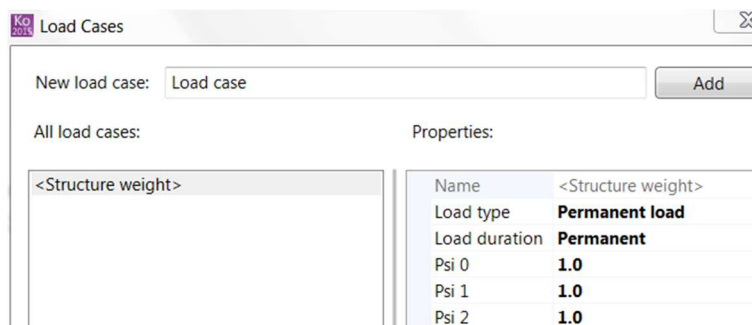 Ko
2015
Load Cases
New load case:
Load case
Add
All load cases:
Properties:
<Structure weight>
Name <Structure weight>
Load type Permanent load
Load duration Permanent
Psi 0 1.0
Psi 1 1.0
Psi 2 1.0